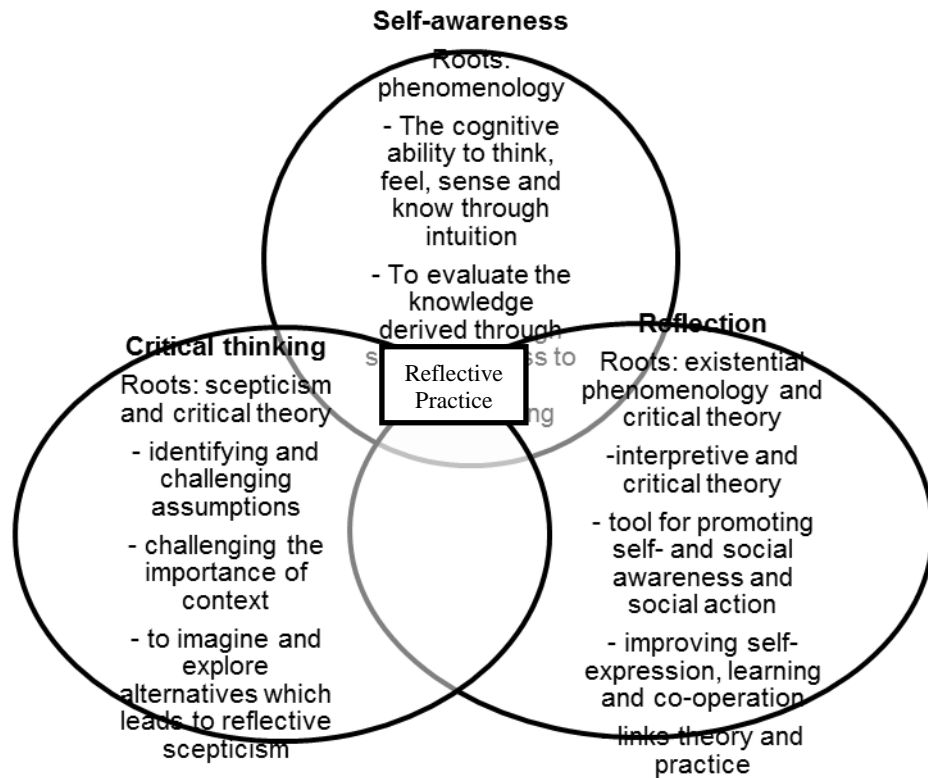 Self-awareness
Roots:
phenomenology
- The cognitive
ability to think,
feel, sense and
know through
intuition
- To evaluate the
knowledge
derived through
to
Reflective
Practice
Critical thinking
Roots: scepticism
and critical theory
- identifying and
challenging
assumptions
- challenging the
importance of
context
- to imagine and
explore
alternatives which
leads to reflective
scepticism
Reflection
Roots: existential
phenomenology and
critical theory
-interpretive and
critical theory
- tool for promoting
self- and social
awareness and
social action
- improving self-
expression, learning
and co-operation
links theory and
practice